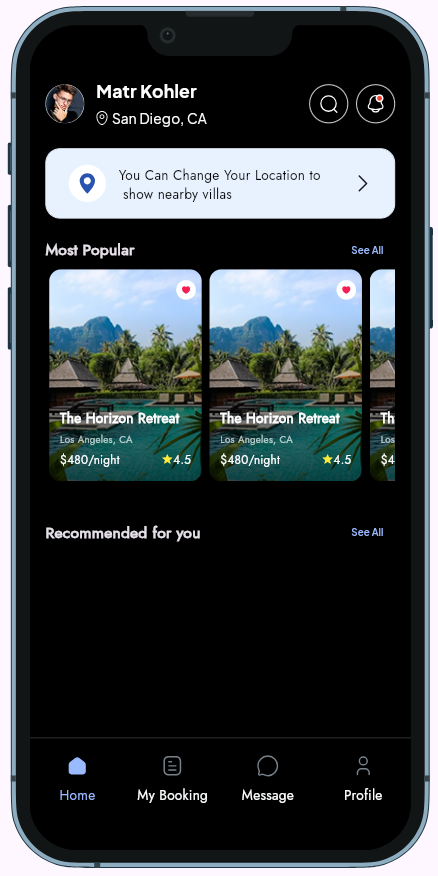 Matr Kohler
San Diego, CA
You Can Change Your Location to
show nearby villas
Most Popular
See All
The Horizon Retreat
Los Angeles, CA
$480/night
4.5
The Horizon Retreat
Los Angeles, CA
$480/night
4.5
Th
Los
$4
Recommended for you
See All
Home
My Booking
Message
Profile